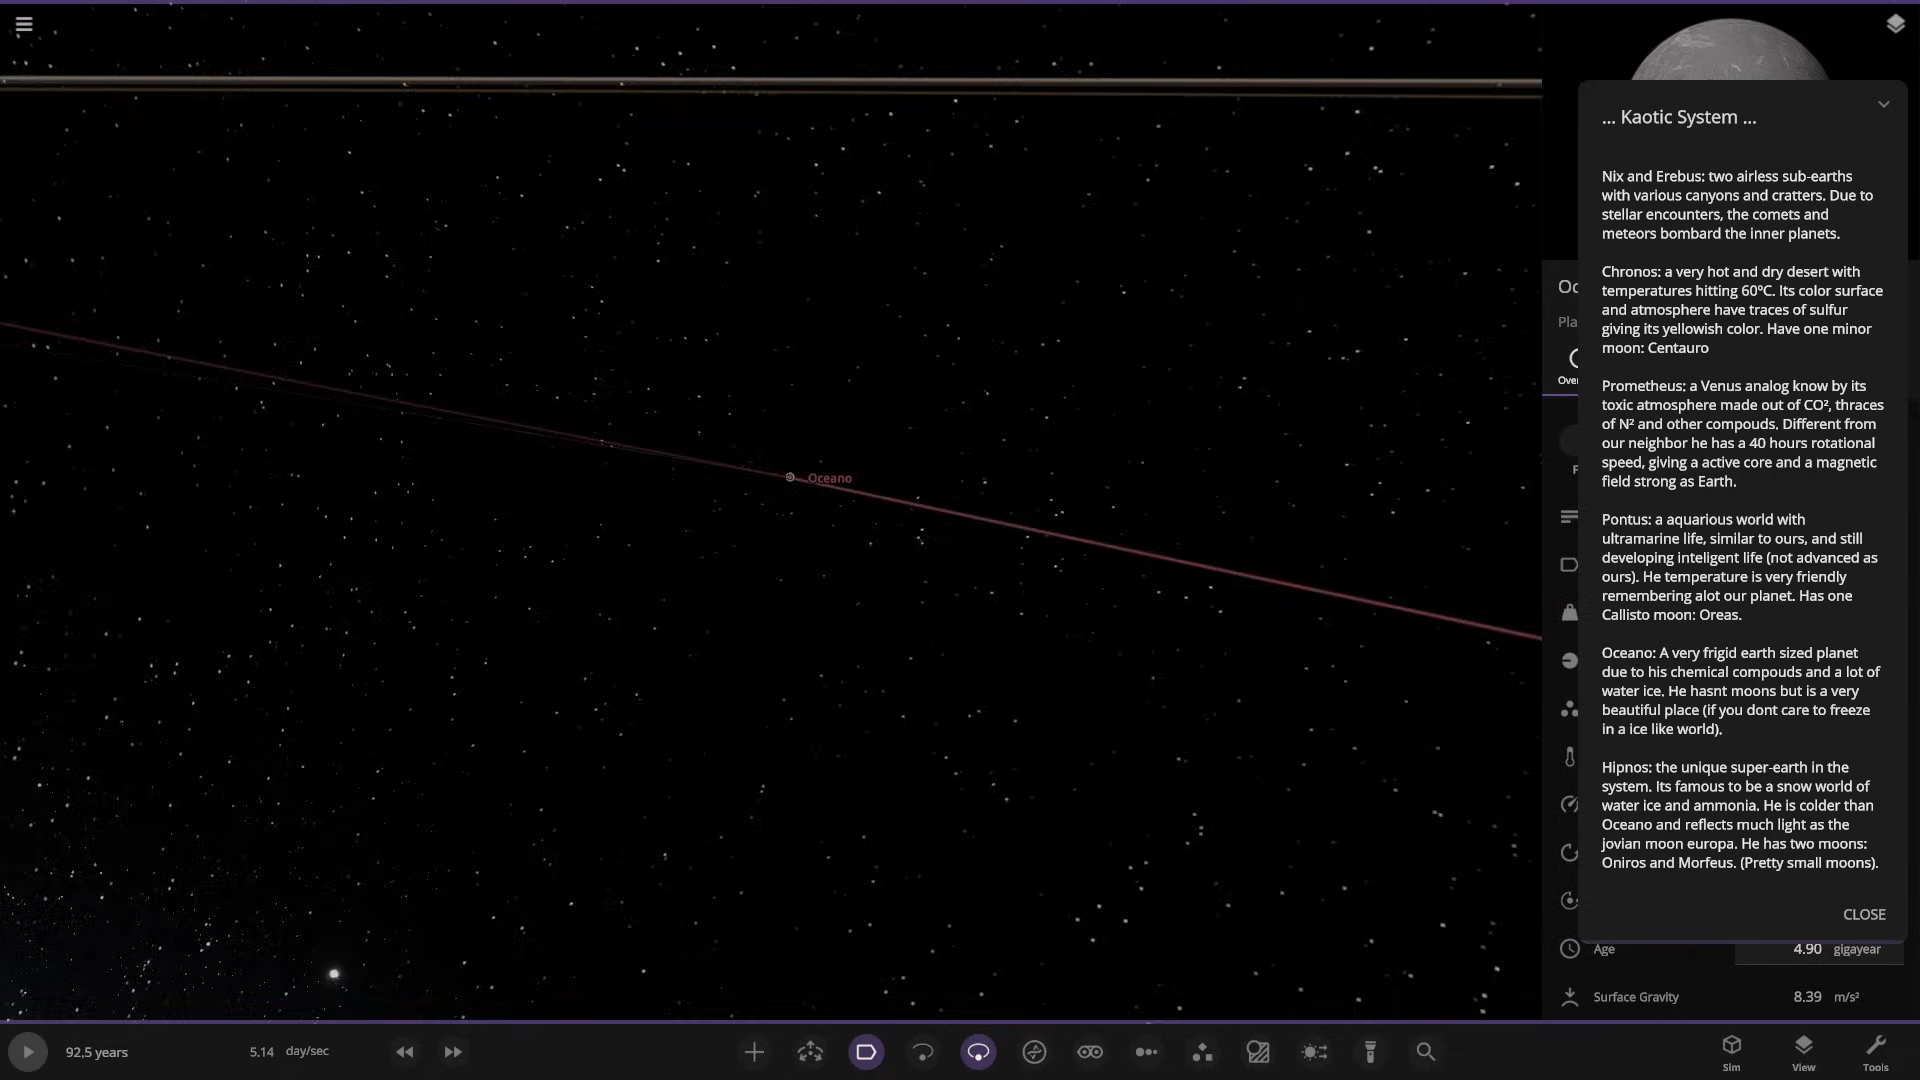 ... Kaotic System ...
Nix and Erebus: two airless sub-earths
with various canyons and cratters. Due to
stellar encounters, the comets and
meteors bombard the inner planets.
Chronos: a very hot and dry desert with
temperatures hitting 60°C. Its color surface
and atmosphere have traces of sulfur
giving its yellowish color. Have one minor
moon: Centauro
Prometheus: a Venus analog know by its
toxic atmosphere made out of CO², thraces
of N² and other compouds. Different from
our neighbor he has a 40 hours rotational
speed, giving a active core and a magnetic
field strong as Earth.
Pontus: a aquarious world with
ultramarine life, similar to ours, and still
developing inteligent life (not advanced as
ours). He temperature is very friendly
remembering alot our planet. Has one
Callisto moon: Oreas.
Oceano: A very frigid earth sized planet
due to his chemical compouds and a lot of
water ice. He hasnt moons but is a very
beautiful place (if you dont care to freeze
in a ice like world).
Hipnos: the unique super-earth in the
system. Its famous to be a snow world of
water ice and ammonia. He is colder than
Oceano and reflects much light as the
jovian moon europa. He has two moons:
Oniros and Morfeus. (Pretty small moons).
CLOSE
Oceano
Oc
Pla
Over
Age 4.90 gigayear
Surface Gravity 8.39 m/s²
92.5 years 5.14 day/sec
Sim View Tools